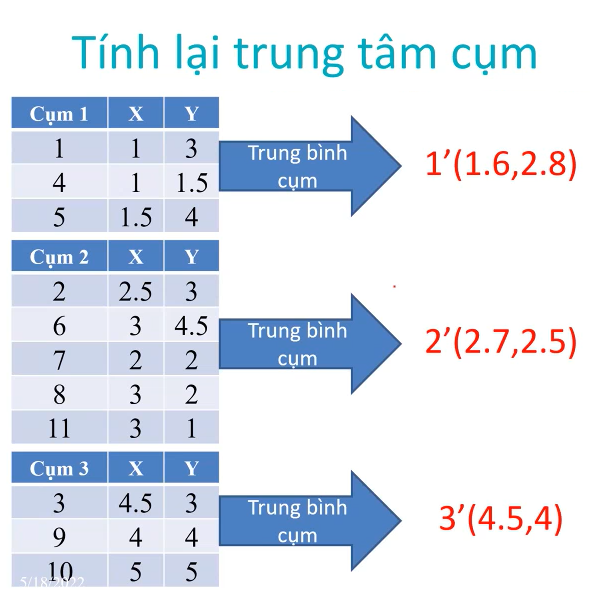 Tính lại trung tâm cụm
Cụm 1 X Y
1 1 3
4 1 1.5
5 1.5 4
Trung bình
cụm
1’(1.6,2.8)
Cụm 2 X Y
2 2.5 3
6 3 4.5
7 2 2
8 3 2
11 3 1
Trung bình
cụm
2’(2.7,2.5)
Cụm 3 X Y
3 4.5 3
9 4 4
10 5 5
Trung bình
cụm
3’(4.5,4)
5/18/2022